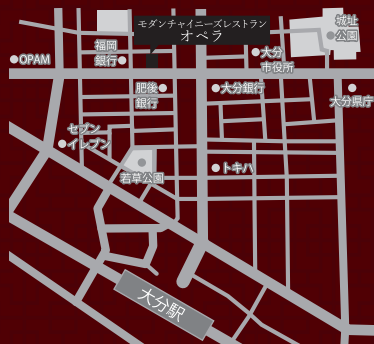 モダンチャイニーズレストラン
オペラ
城址
公園
福岡
銀行
大分
市役所
OPAM
肥後
銀行
大分銀行
大分県庁
セブン
イレブン
トキハ
若草公園
大分駅